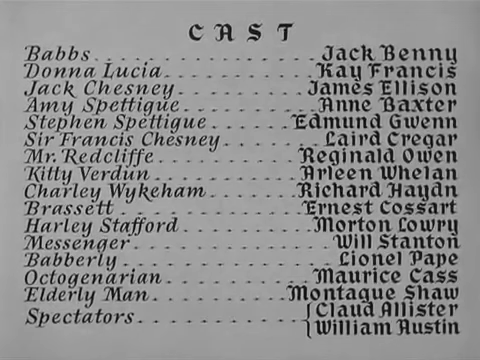 CAST
Babbs. . . . . . . . . . . . . . . . Jack Benny
Donna Lucia. . . . . . . . . . . Kay Francis
Jack Chesney. . . . . . . . . . James Ellison
Amy Spettigue. . . . . . . . . Anne Baxter
Stephen Spettigue. . . . . . Edmund Gwenn
Sir Francis Chesney. . . . . . Laird Cregar
Mr. Redcliffe. . . . . . . . . . Reginald Owen
Kitty Verdun. . . . . . . . . . Arleen Whelan
Charley Wykeham. . . . . . Richard Haydn
Brassett. . . . . . . . . . . . . Ernest Cossart
Harley Stafford. . . . . . . . Morton Lowry
Messenger. . . . . . . . . . . . Will Stanton
Babberly. . . . . . . . . . . . . Lionel Pape
Octogenarian. . . . . . . . . Maurice Cass
Elderly Man. . . . . . . . . . Montague Shaw
Spectators. . . . . . . . . . . { Claud Allister
William Austin